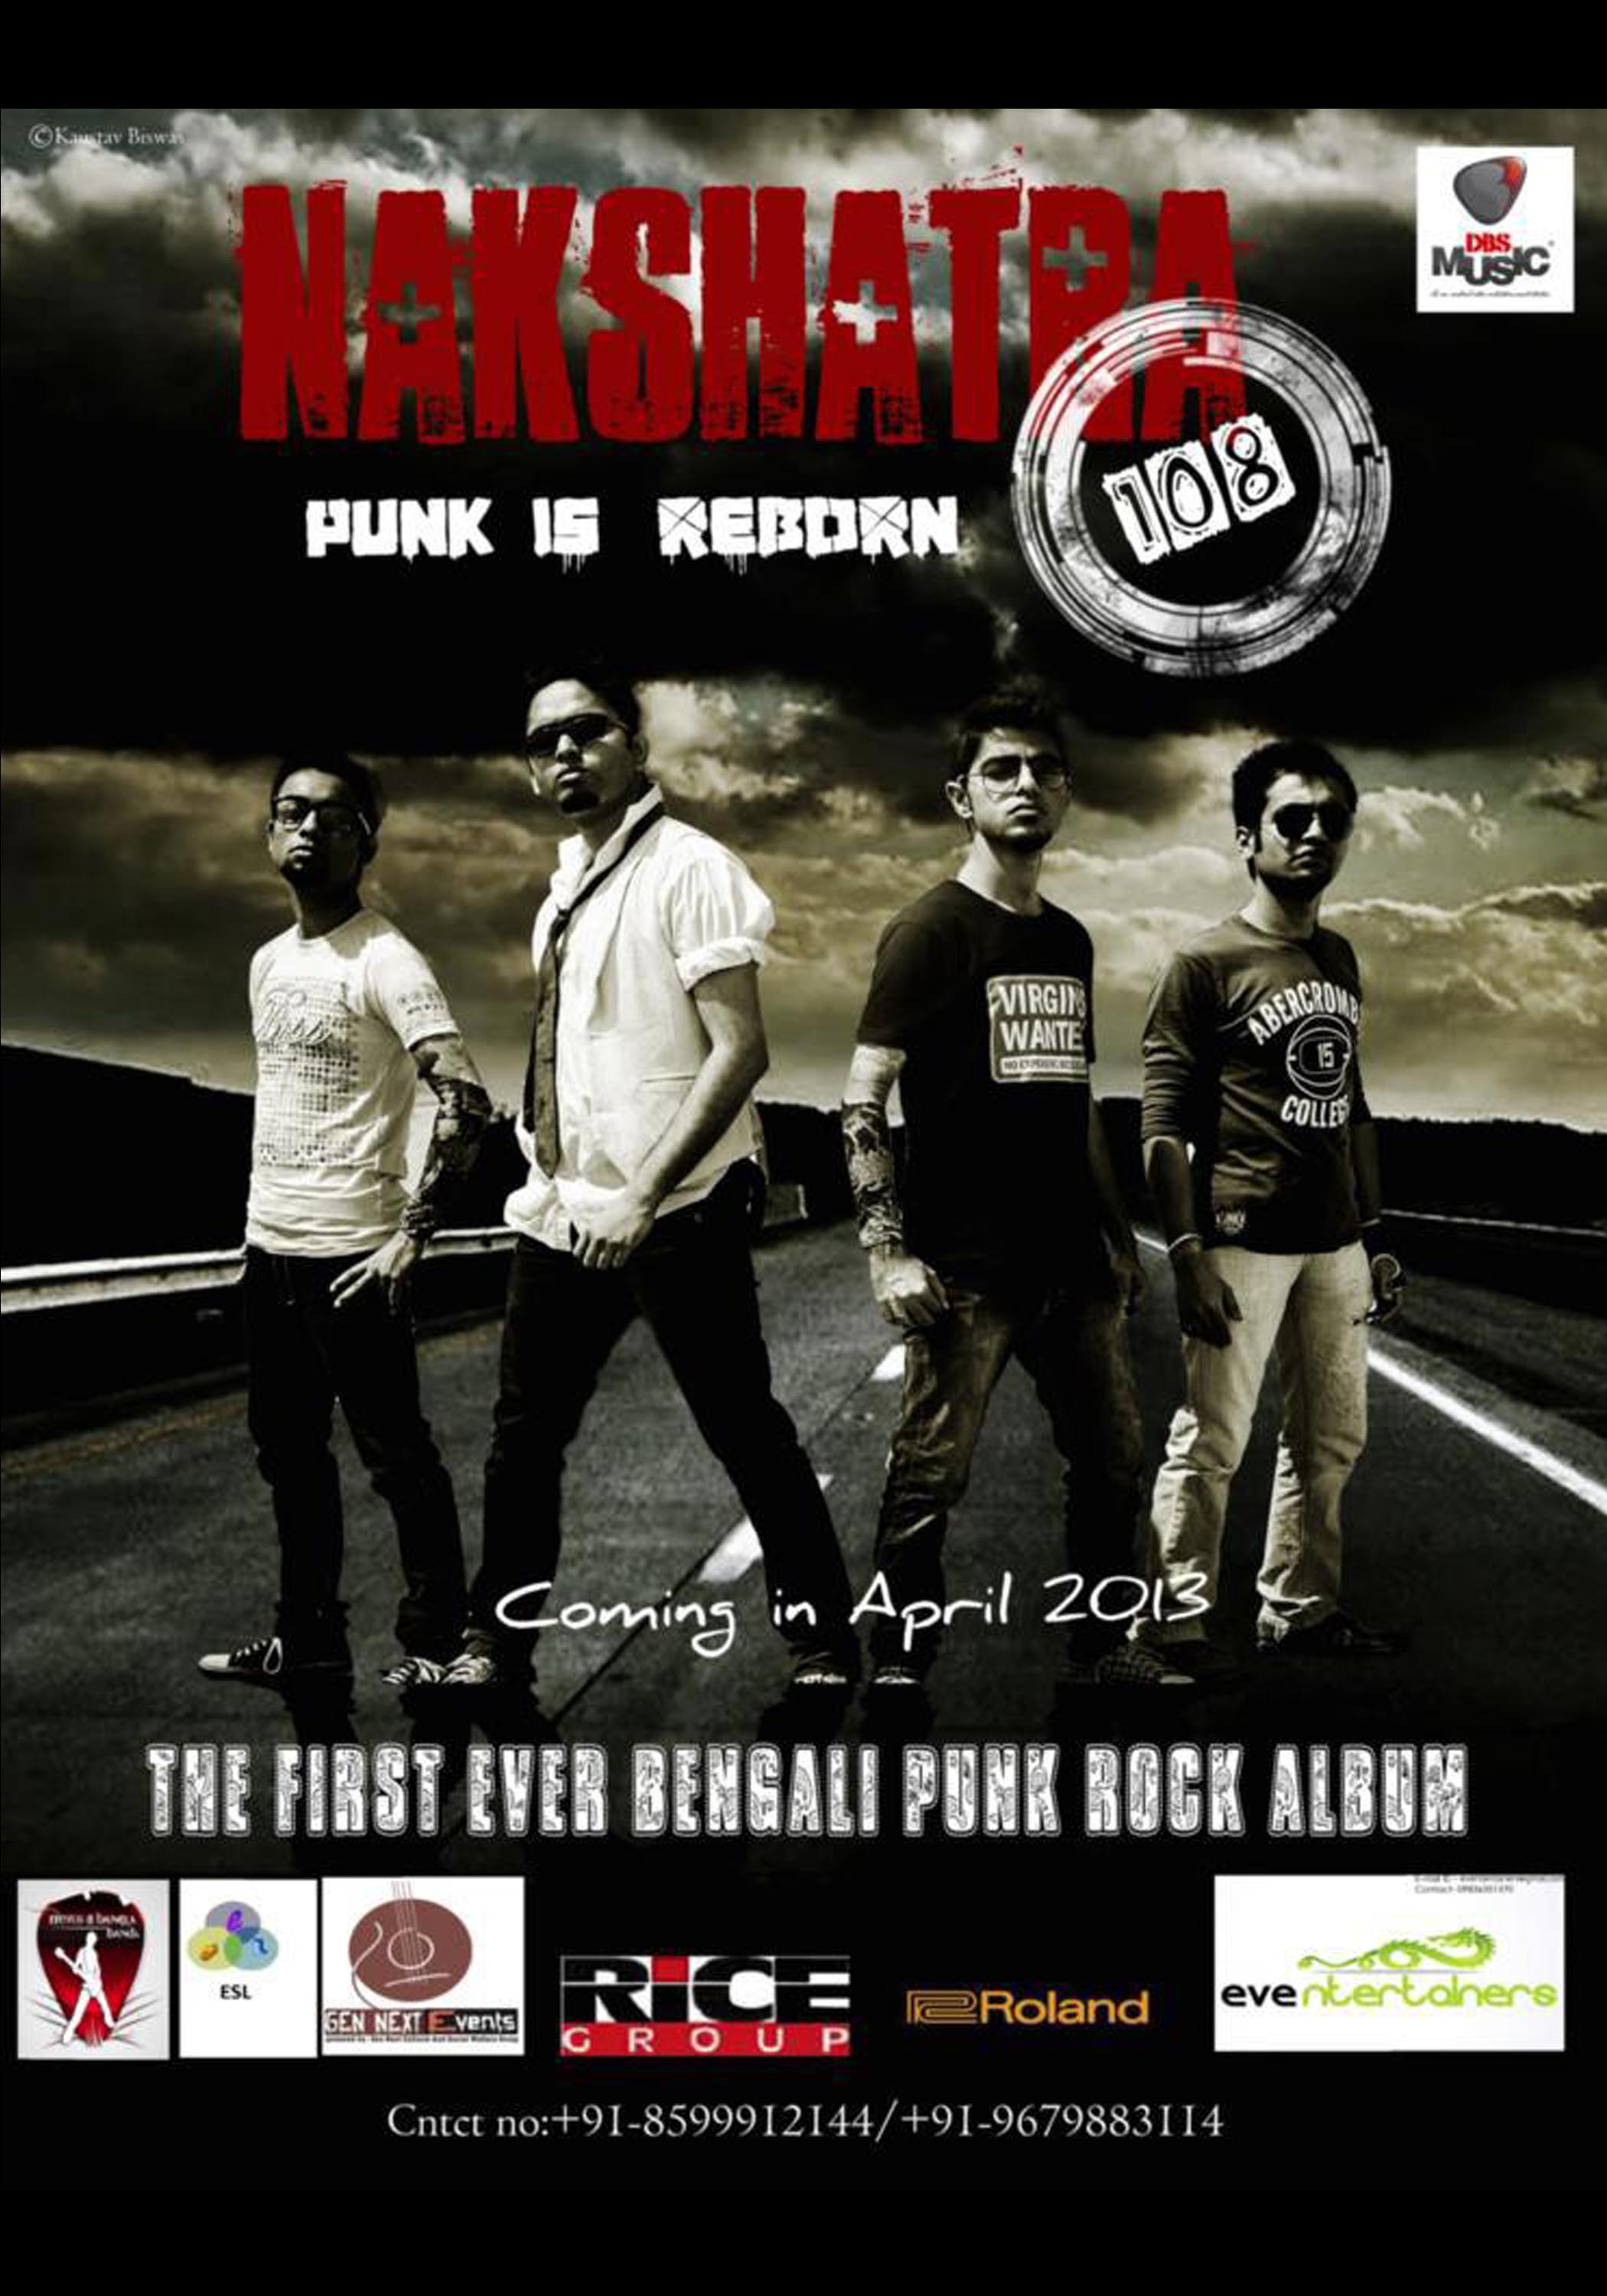 ©Kaustav Biswas
NAKSHATRA
DBS
MUSIC
108
PUNK IS REBORN
VIRGINS
WANTE
ABERCROMB
15
COLLEG
Coming in April 2013
THE FIRST EVER BENGALI PUNK ROCK ALBUM
e
ESL
GEN NEXT Events
RICE
GROUP
Roland
eventertainers
Cntct no:+91-8599912144/+91-9679883114